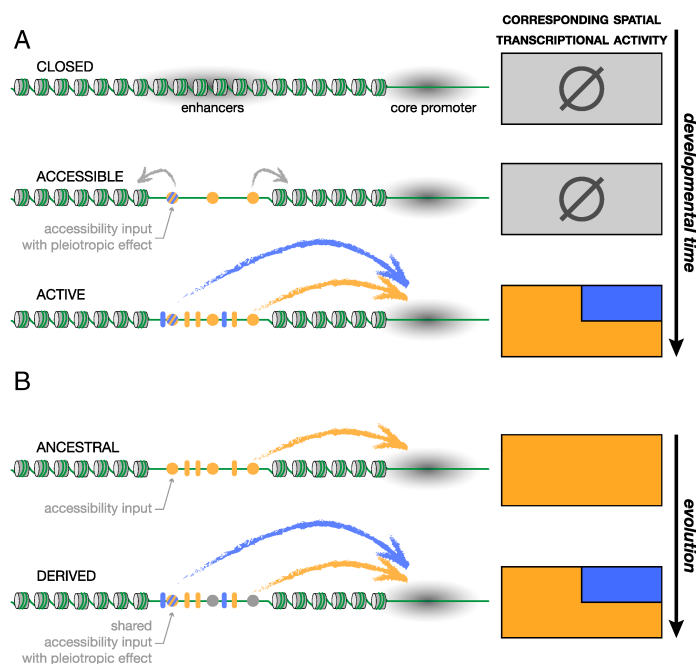 CORRESPONDING SPATIAL
TRANSCRIPTIONAL ACTIVITY
A
CLOSED
enhancers
core promoter
ACCESSIBLE
accessibility input
with pleiotropic effect
ACTIVE
developmental time
B
ANCESTRAL
accessibility input
DERIVED
shared
accessibility input
with pleiotropic effect
evolution